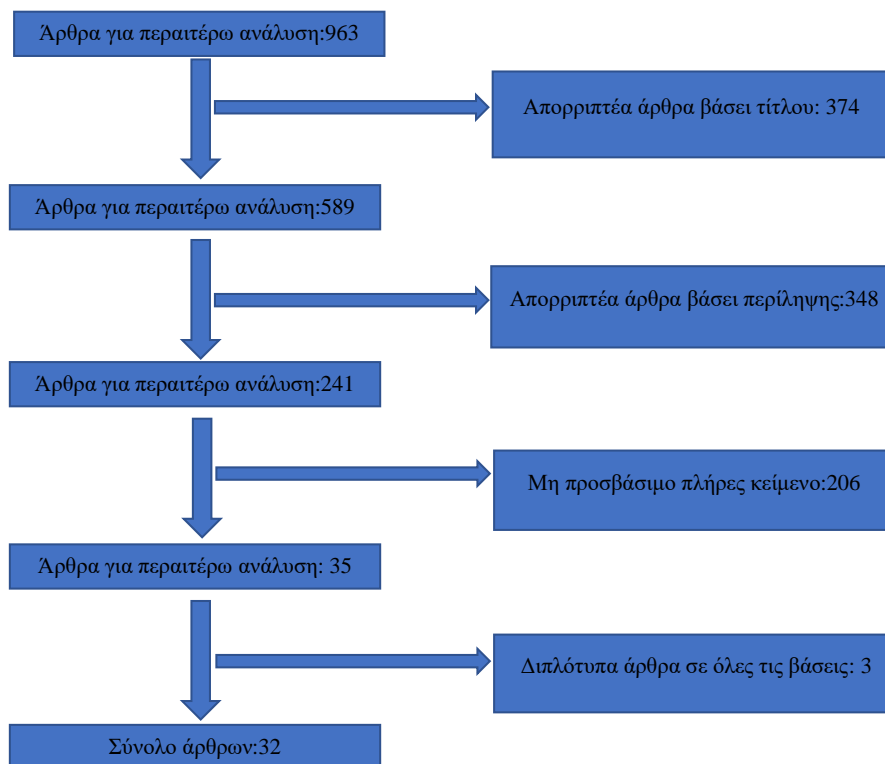 Άρθρα για περαιτέρω ανάλυση:963
Απορριπτέα άρθρα βάσει τίτλου: 374
Άρθρα για περαιτέρω ανάλυση:589
Απορριπτέα άρθρα βάσει περίληψης:348
Άρθρα για περαιτέρω ανάλυση:241
Μη προσβάσιμο πλήρες κείμενο:206
Άρθρα για περαιτέρω ανάλυση: 35
Διπλότυπα άρθρα σε όλες τις βάσεις: 3
Σύνολο άρθρων:32